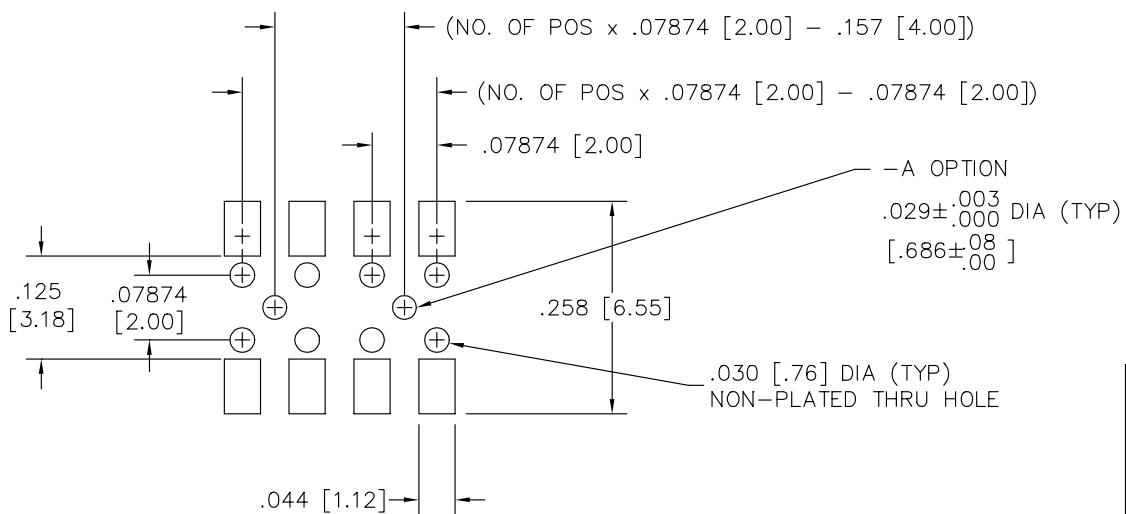 (NO. OF POS x .07874 [2.00] – .157 [4.00])
(NO. OF POS x .07874 [2.00] – .07874 [2.00])
.07874 [2.00]
–A OPTION
.029±.003
.000 DIA (TYP)
[.686±.08
.00 ]
.125
[3.18]
.07874
[2.00]
.258 [6.55]
.030 [.76] DIA (TYP)
NON–PLATED THRU HOLE
.044 [1.12]